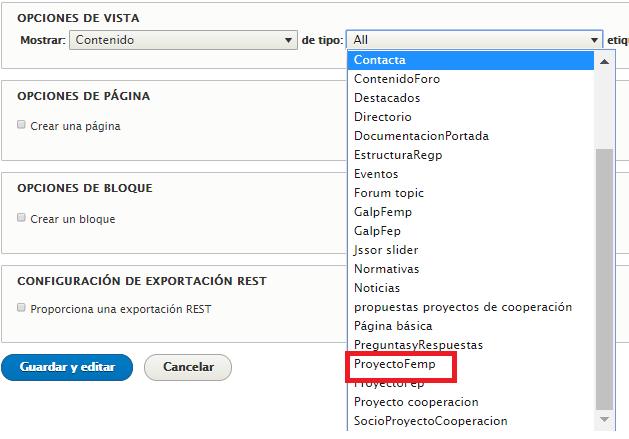 OPCIONES DE VISTA
Mostrar: Contenido de tipo: All etiq
Contacta
ContenidoForo
Destacados
Directorio
DocumentacionPortada
EstructuraRegp
Eventos
Forum topic
GalpFemp
GalpFep
Jssor slider
Normativas
Noticias
propuestas proyectos de cooperación
Página básica
PreguntasyRespuestas
ProyectoFemp
ProyectoFep
Proyecto cooperacion
SocioProyectoCooperacion
OPCIONES DE PÁGINA
Crear una página
OPCIONES DE BLOQUE
Crear un bloque
CONFIGURACIÓN DE EXPORTACIÓN REST
Proporciona una exportación REST
Guardar y editar
Cancelar